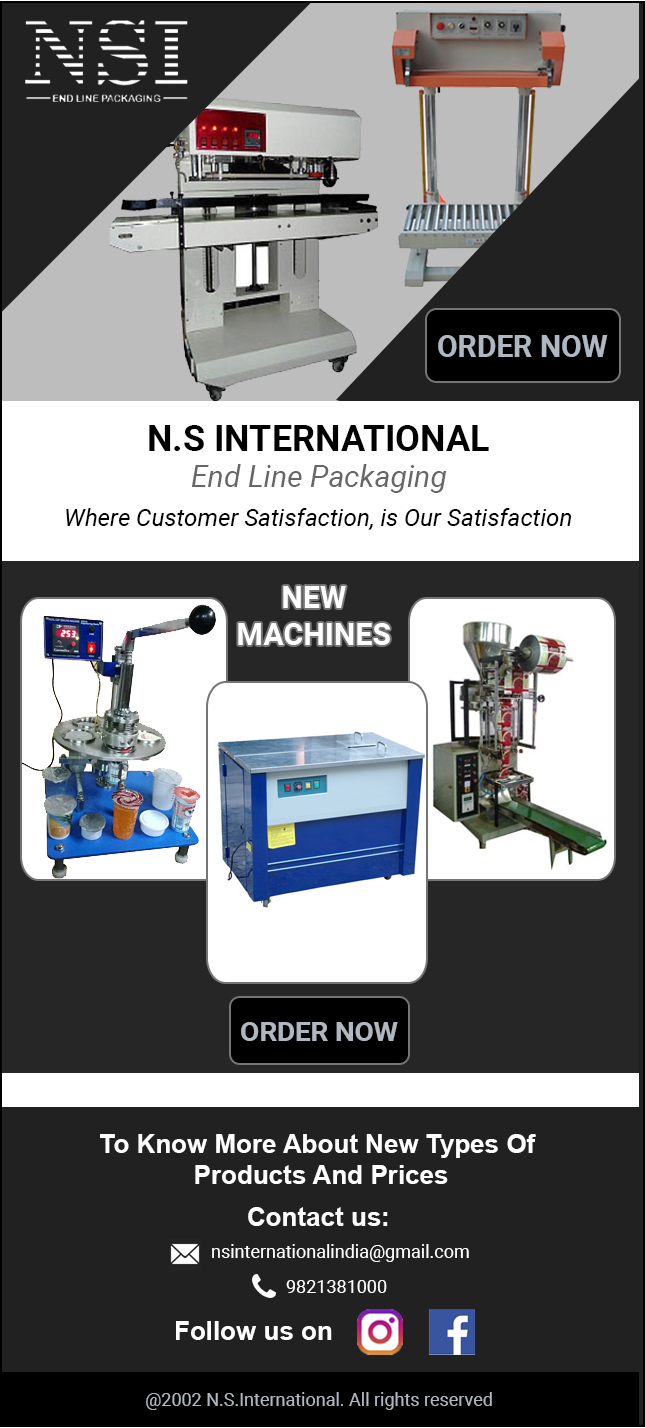 NSI
END LINE PACKAGING
ORDER NOW
N.S INTERNATIONAL
End Line Packaging
Where Customer Satisfaction, is Our Satisfaction
NEW
MACHINES
253
ORDER NOW
To Know More About New Types Of
Products And Prices
Contact us:
nsinternationalindia@gmail.com
9821381000
Follow us on
@2002 N.S.International. All rights reserved